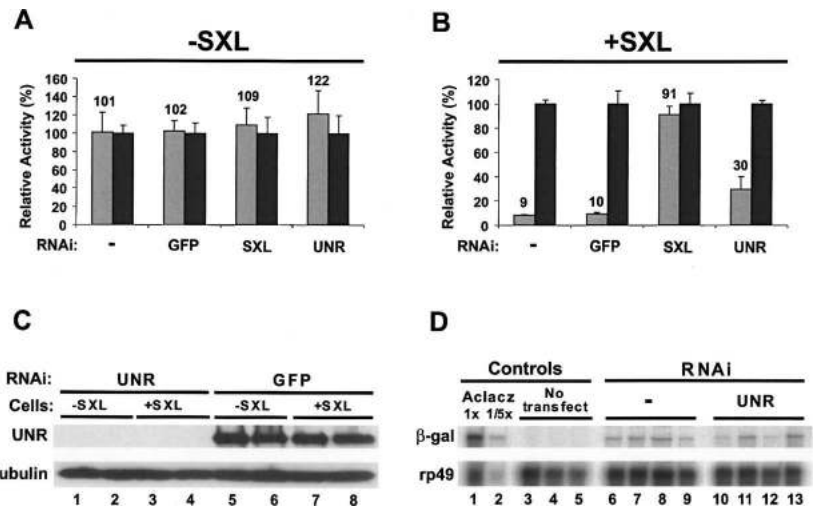 A
-SXL
Relative Activity (%)
160
140
120
100
80
60
40
20
0
101
102
109
122
RNAi: - GFP SXL UNR
B
+SXL
Relative Activity (%)
120
100
80
60
40
20
0
9
10
91
30
RNAi: - GFP SXL UNR
C
RNAi: UNR GFP
Cells: -SXL +SXL -SXL +SXL
UNR
ubulin
1 2 3 4 5 6 7 8
D
Controls RNAi
Aclacz No transfect - UNR
1x 1/5x
β-gal
rp49
1 2 3 4 5 6 7 8 9 10 11 12 13